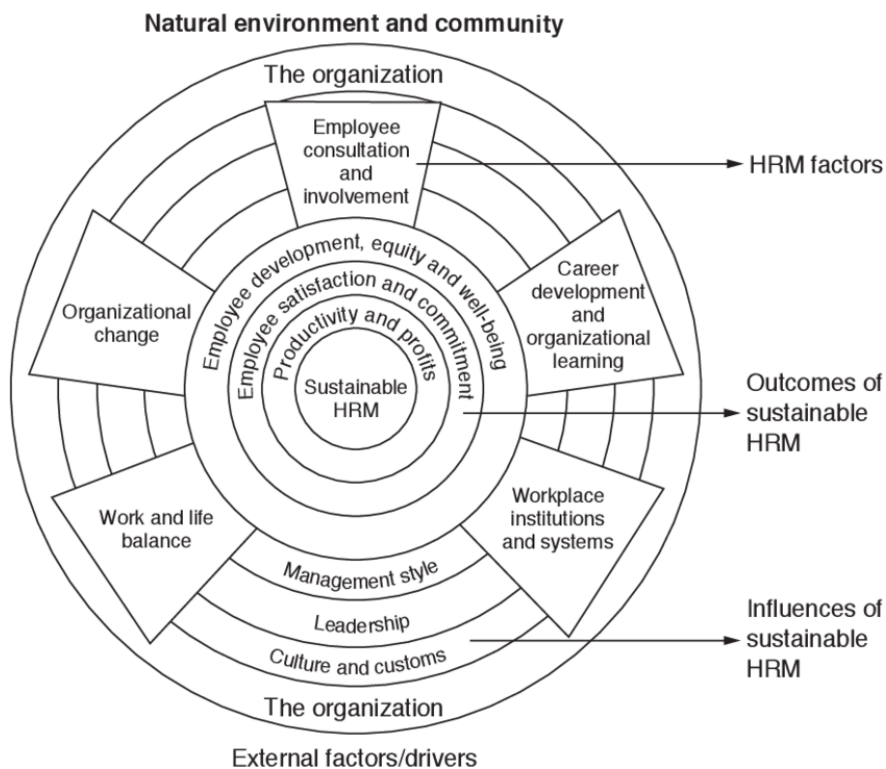 Natural environment and community
The organization
Employee
consultation
and
involvement
HRM factors
Employee development, equity and well-being
Employee satisfaction and commitment
Productivity and profits
Sustainable
HRM
Organizational
change
Career
development
and
organizational
learning
Outcomes of
sustainable
HRM
Work and life
balance
Workplace
institutions
and systems
Management style
Leadership
Culture and customs
Influences of
sustainable
HRM
The organization
External factors/drivers